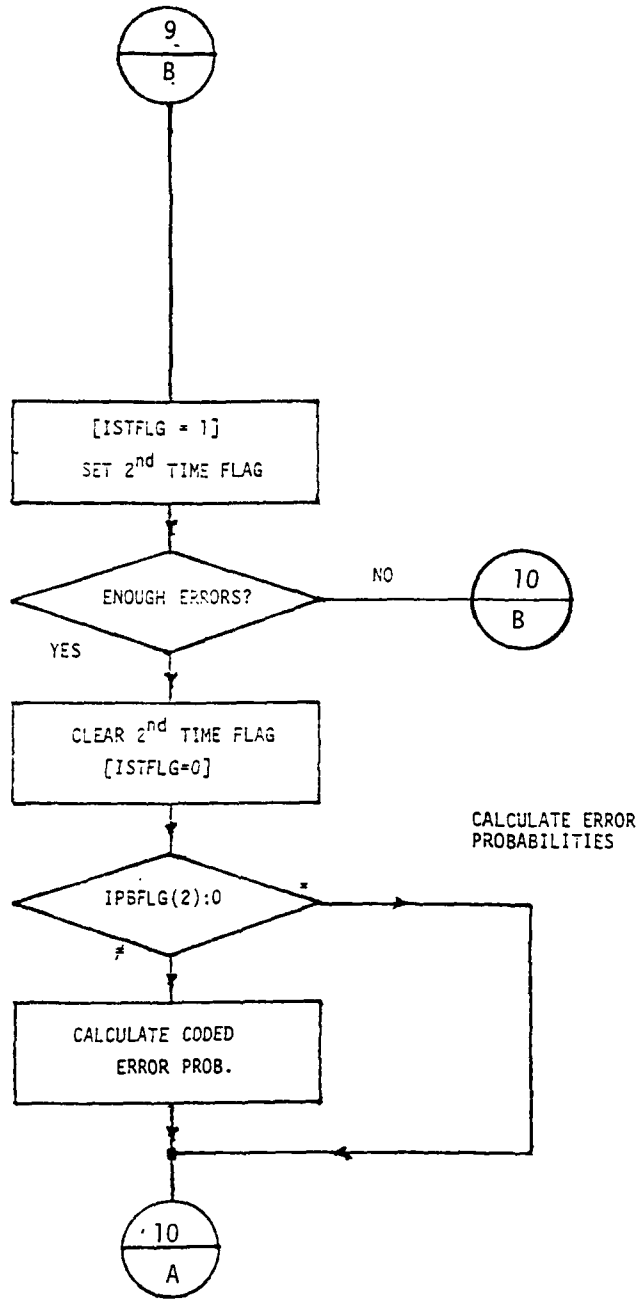 9
B
[ISTFLG = 1]
SET 2nd TIME FLAG
ENOUGH ERRORS?
NO
10
B
YES
CLEAR 2nd TIME FLAG
[ISTFLG=0]
CALCULATE ERROR
PROBABILITIES
IPBFLG(2):0
=
≠
CALCULATE CODED
ERROR PROB.
10
A